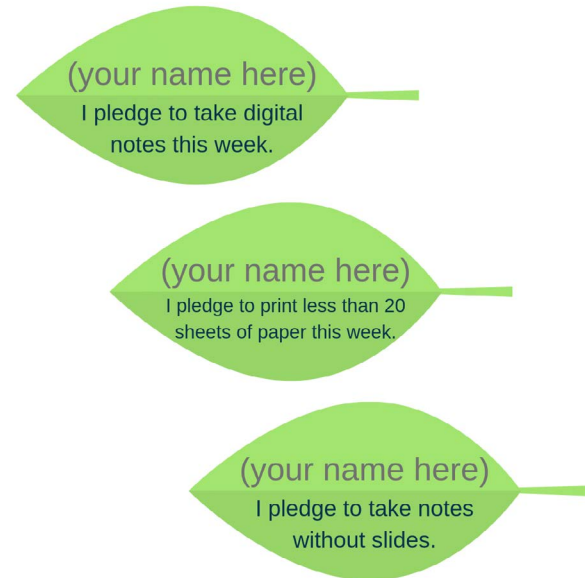 (your name here)
I pledge to take digital
notes this week.
(your name here)
I pledge to print less than 20
sheets of paper this week.
(your name here)
I pledge to take notes
without slides.